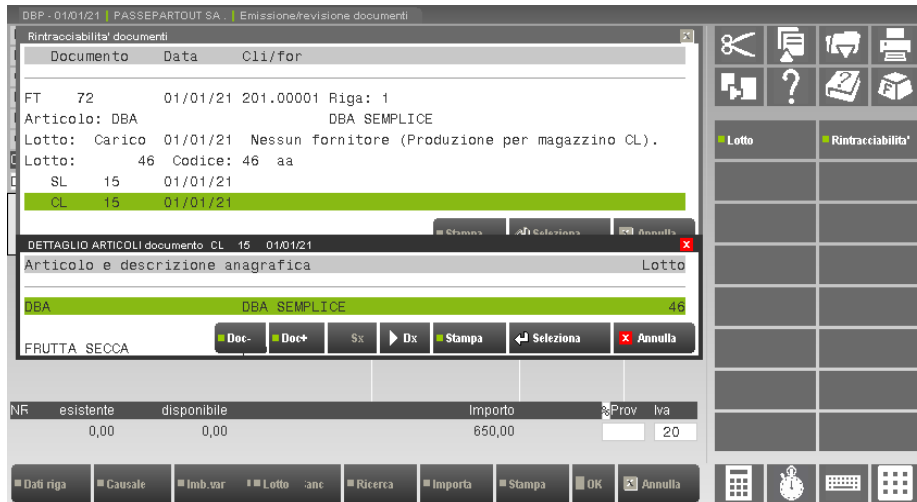 DBP - 01/01/21 | PASSEPARTOUT SA. | Emissione/revisione documenti
Rintracciabilita' documenti
Documento Data Cli/for
FT 72 01/01/21 201.00001 Riga: 1
Articolo: DBA DBA SEMPLICE
Lotto: Carico 01/01/21 Nessun fornitore (Produzione per magazzino CL).
Lotto: 46 Codice: 46 aa
SL 15 01/01/21
CL 15 01/01/21
Stampa Seleziona Annulla
DETTAGLIO ARTICOLI documento CL 15 01/01/21
Articolo e descrizione anagrafica Lotto
DBA DBA SEMPLICE 46
Doc- Doc+ Sx Dx Stampa Seleziona Annulla
FRUTTA SECCA
NR esistente disponibile Importo %Prov Iva
0,00 0,00 650,00 20
Dati riga Causale Imb.var Lotto Ricerca Importa Stampa OK Annulla
Lotto Rintracciabilita'